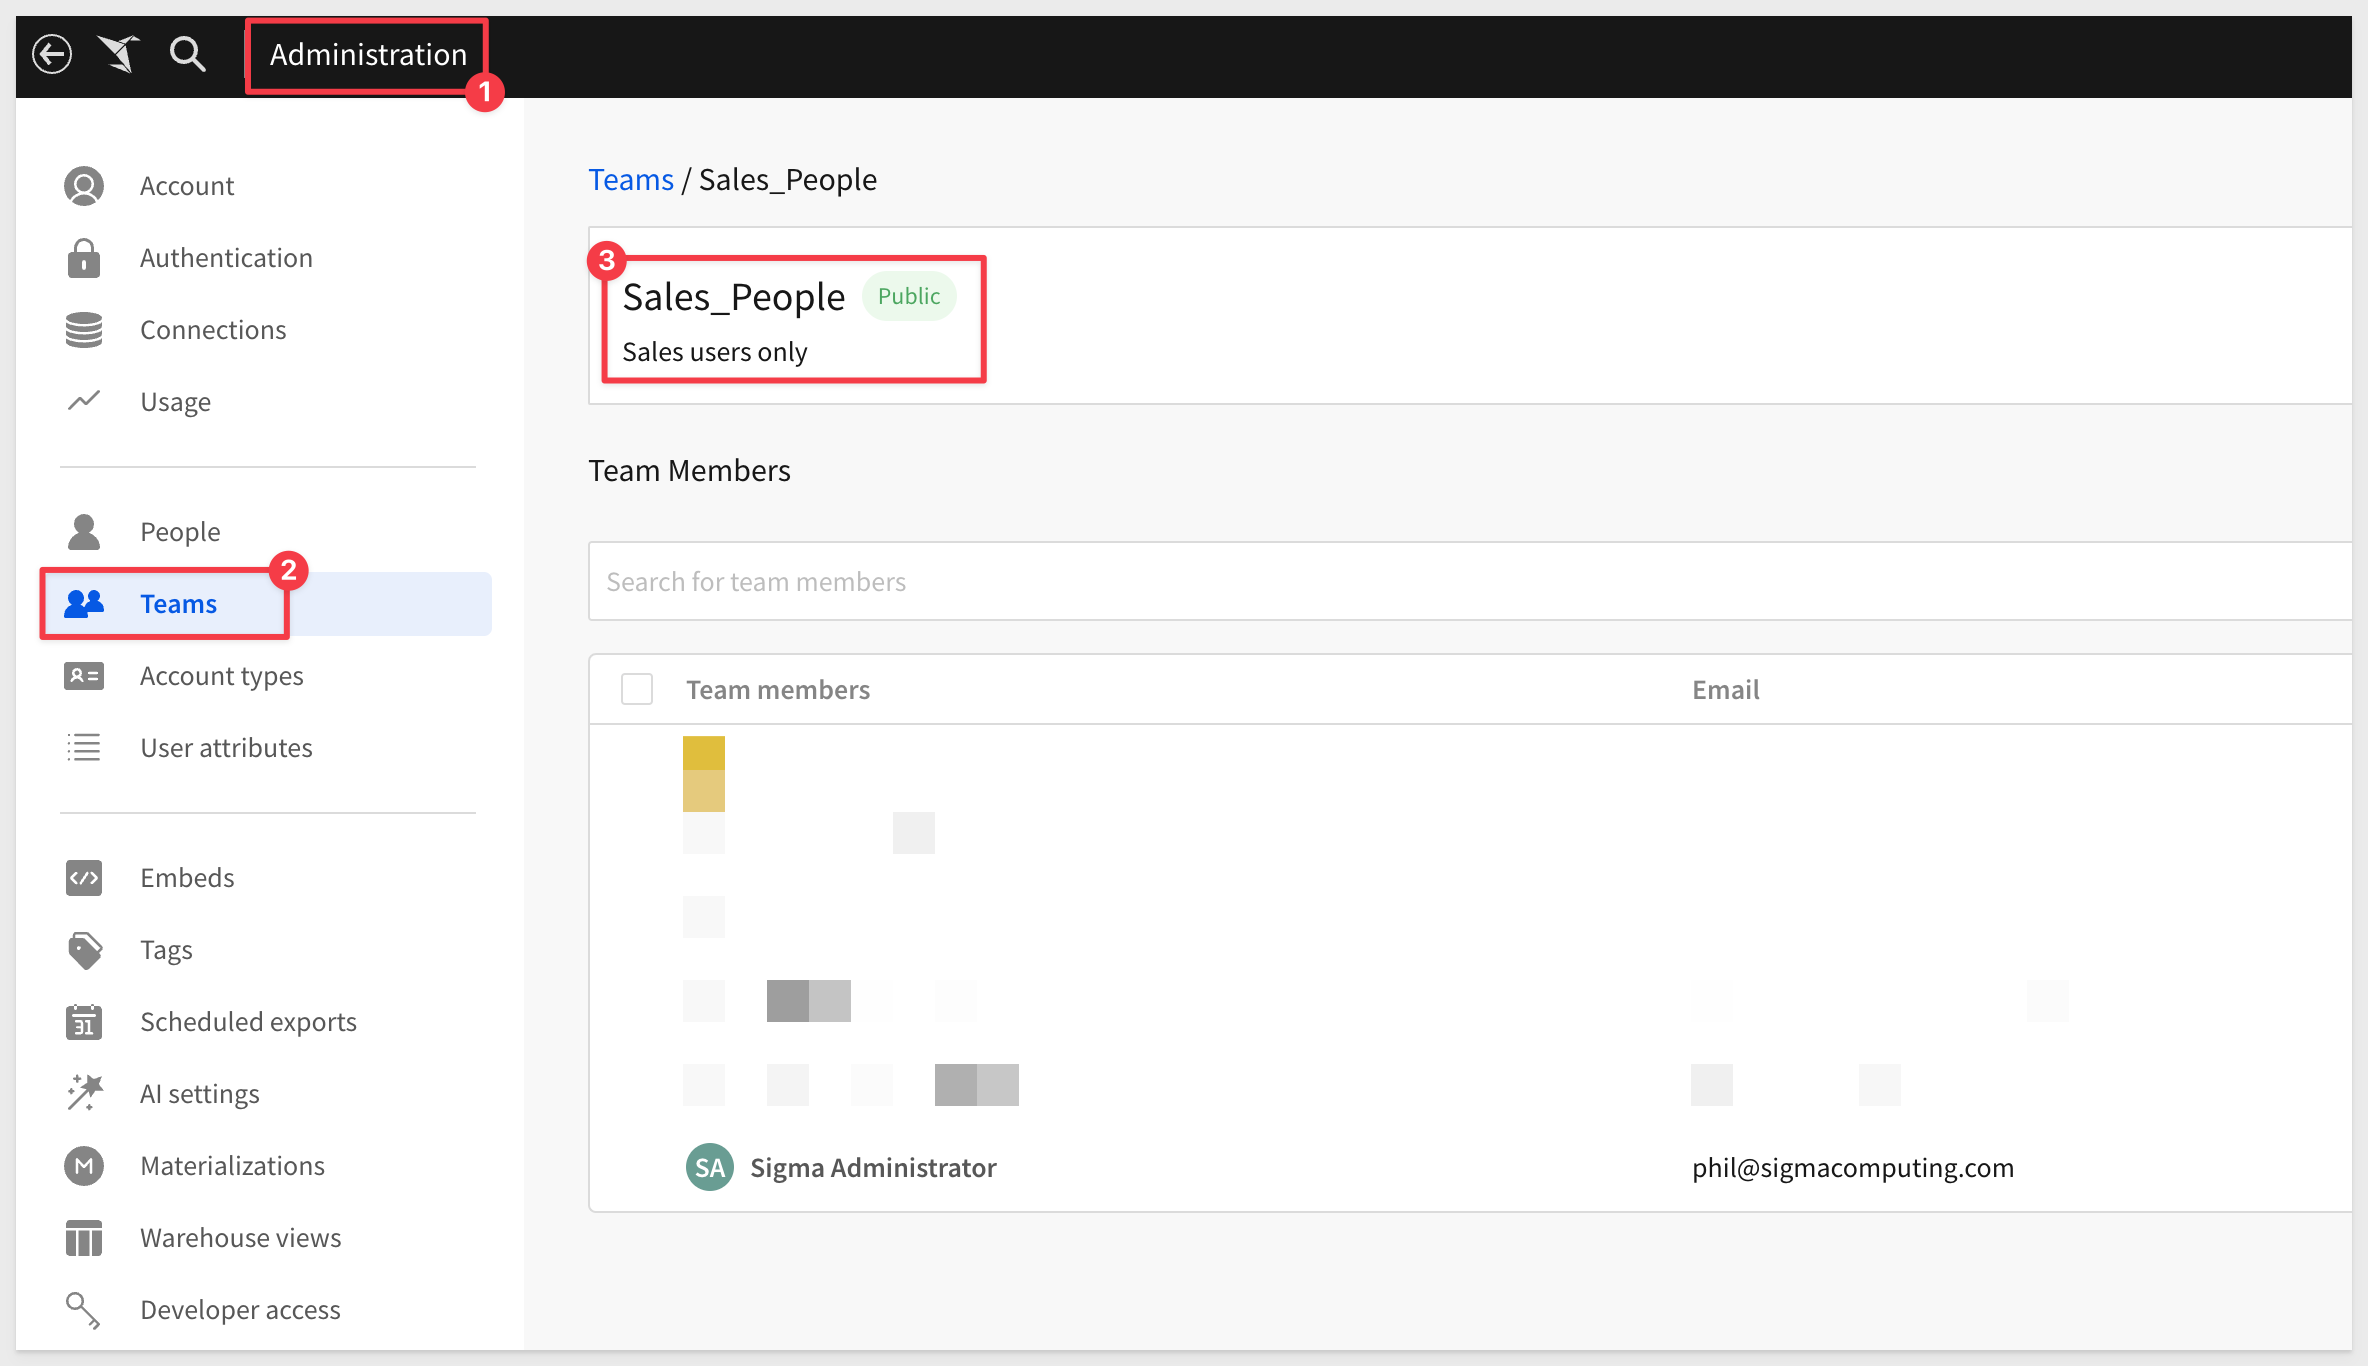 Administration
1
Account
Authentication
Connections
Usage
People
Teams
2
Account types
User attributes
Embeds
Tags
31
Scheduled exports
AI settings
M
Materializations
Warehouse views
Developer access
Teams / Sales_People
3
Sales_People Public
Sales users only
Team Members
Search for team members
Team members Email
SA Sigma Administrator phil@sigmacomputing.com